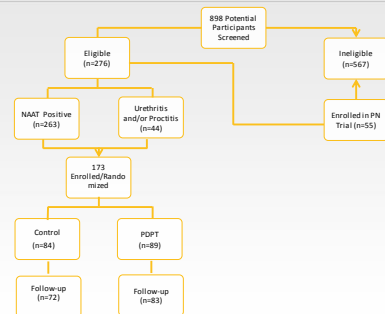 898 Potential
Participants
Screened
Eligible
(n=276)
Ineligible
(n=567)
NAAT Positive
(n=263)
Urethritis
and/or Proctitis
(n=44)
Enrolled in PN
Trial (n=55)
173
Enrolled/Rando
mized
Control
(n=84)
PDPT
(n=89)
Follow-up
(n=72)
Follow-up
(n=83)